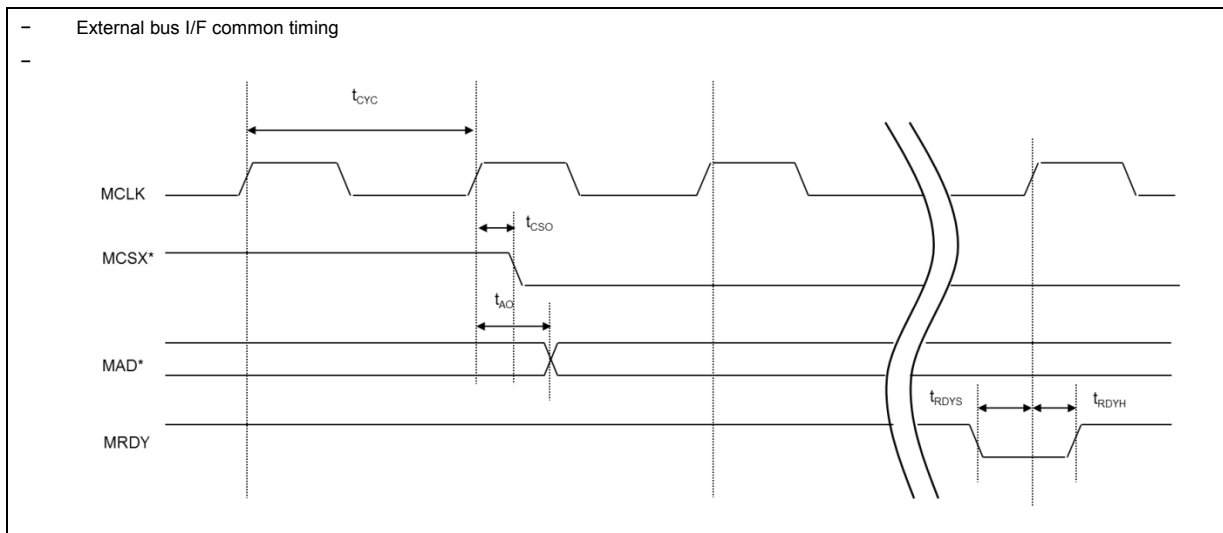 – External bus I/F common timing
–
tCYC
MCLK
tCSO
MCSX*
tAO
MAD*
tRDYS
tRDYH
MRDY